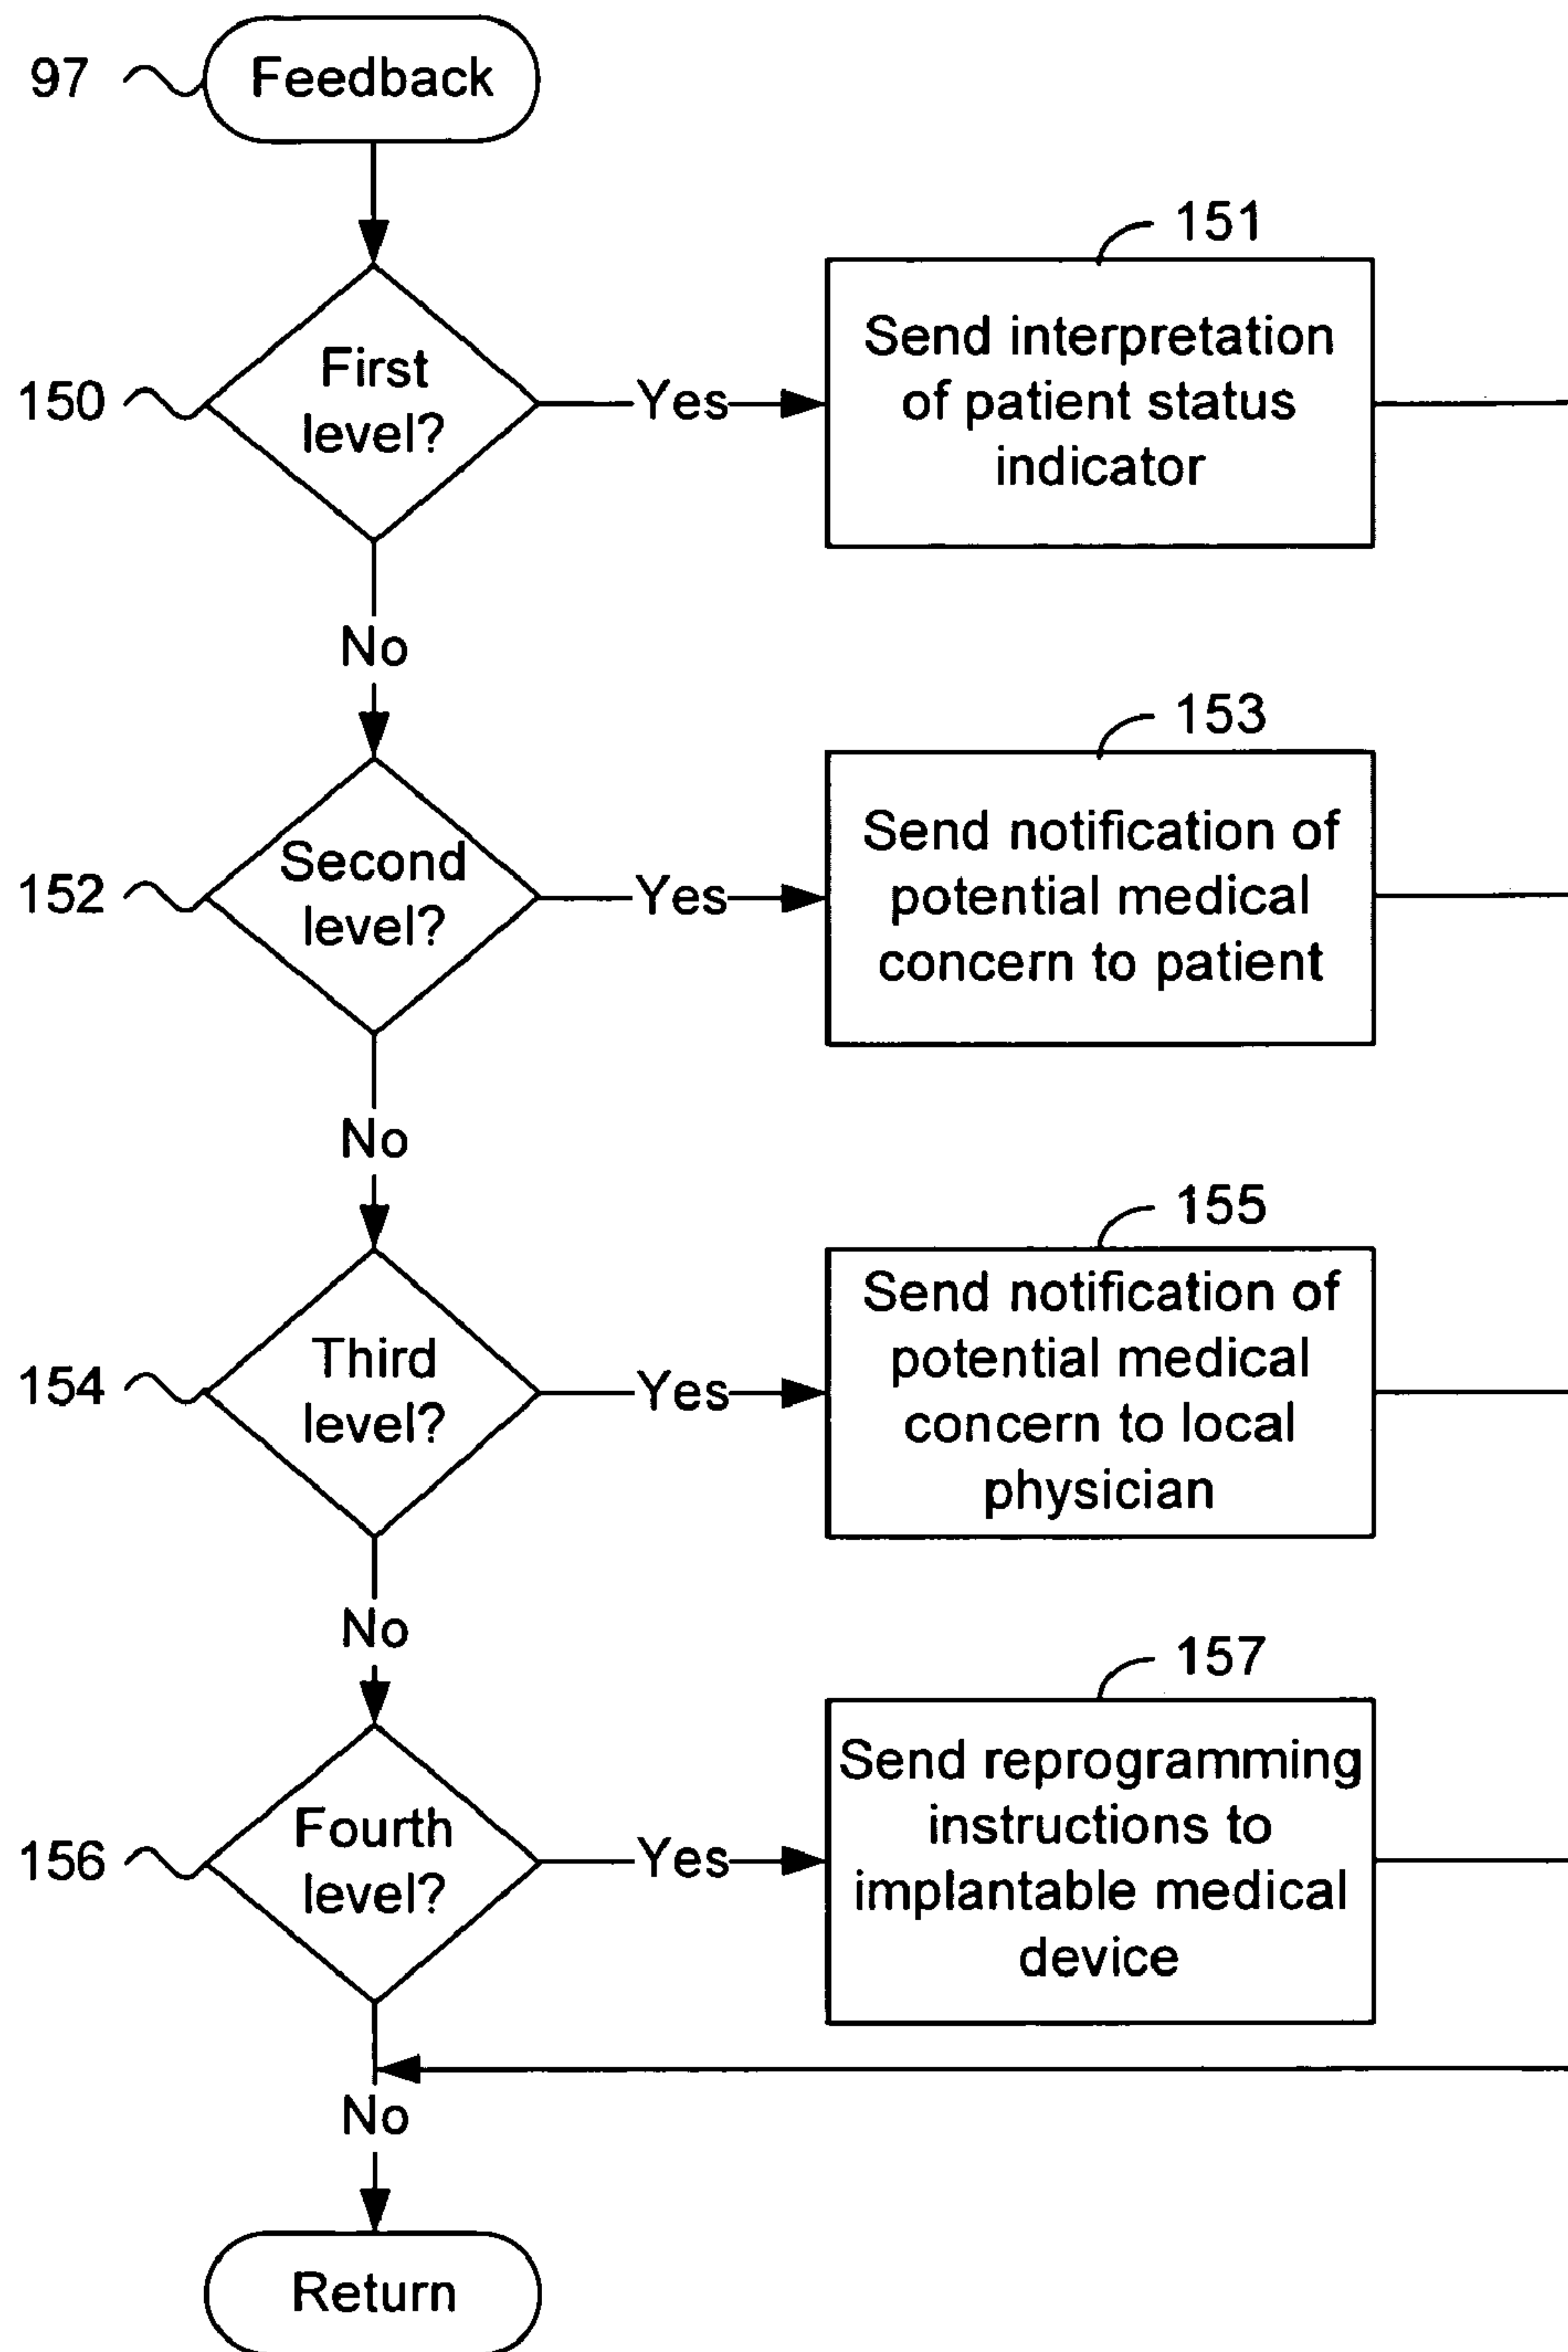 97
Feedback
151
150
First
level?
Yes
Send interpretation
of patient status
indicator
No
153
152
Second
level?
Yes
Send notification of
potential medical
concern to patient
No
155
154
Third
level?
Yes
Send notification of
potential medical
concern to local
physician
No
157
156
Fourth
level?
Yes
Send reprogramming
instructions to
implantable medical
device
No
Return